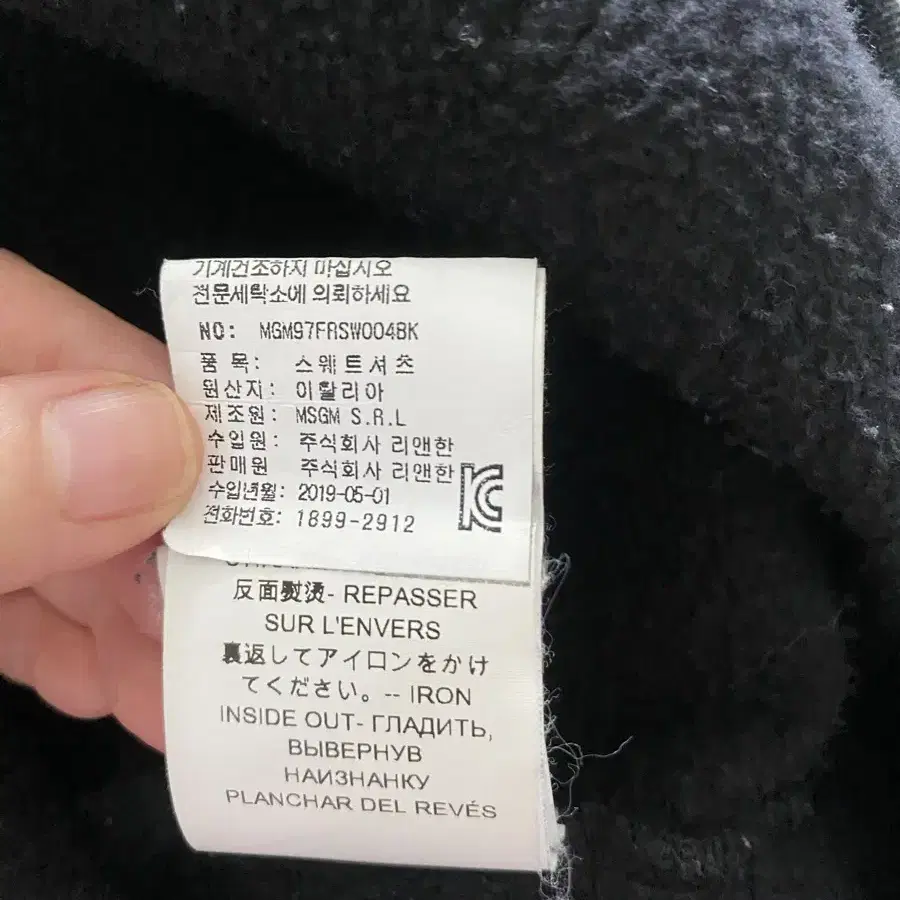 기계건조하지 마십시오
전문세탁소에 의뢰하세요
NO: MGM97FRSW004BK
품 목: 스웨트셔츠
원산지: 이탈리아
제조원: MSGM S.R.L
수입원: 주식회사 리앤한
판매원 주식회사 리앤한
수입년월: 2019-05-01
전화번호: 1899-2912
反面熨烫- REPASSER
SUR L'ENVERS
裏返してアイロンをかけ
てください。-- IRON
INSIDE OUT- ГЛАДИТЬ,
ВЫВЕРНУВ
НАИЗНАНКУ
PLANCHAR DEL REVÉS